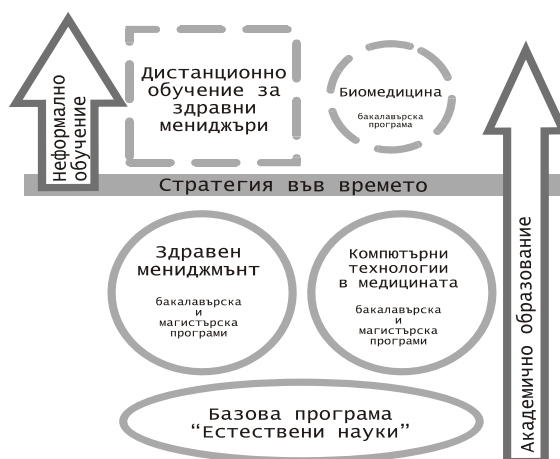 неформално
обучение
Дистанционно
обучение за
здравни
мениджъри
Биомедицина
бакалавърска
програма
Стратегия във времето
Здравен
мениджмънт
бакалавърска
и
магистърска
програми
Компютърни
технологии
в медицината
бакалавърска
и
магистърска
програми
Академично образование
Базова програма
“Естествени науки”